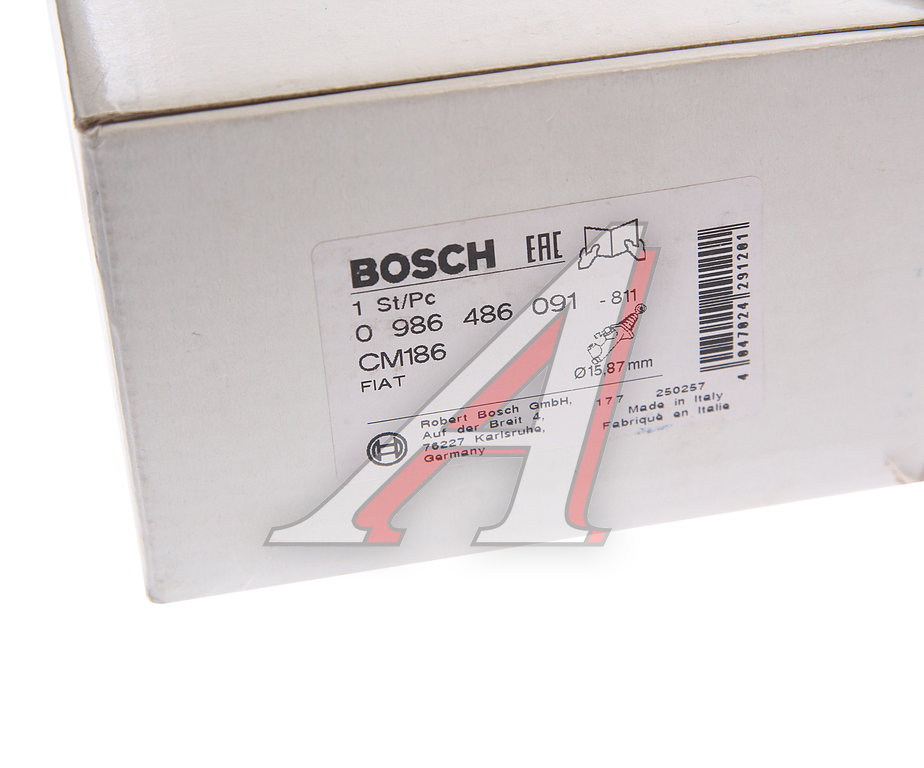 BOSCH EAC
1 St/Pc
0 986 486 091 - 811
CM186
FIAT
Ø15,87mm
Robert Bosch GmbH,
Auf der Breit 4,
76227 Karlsruhe,
Germany
177 250257
Made in Italy
Fabriqué en Italie
4 047024 291201